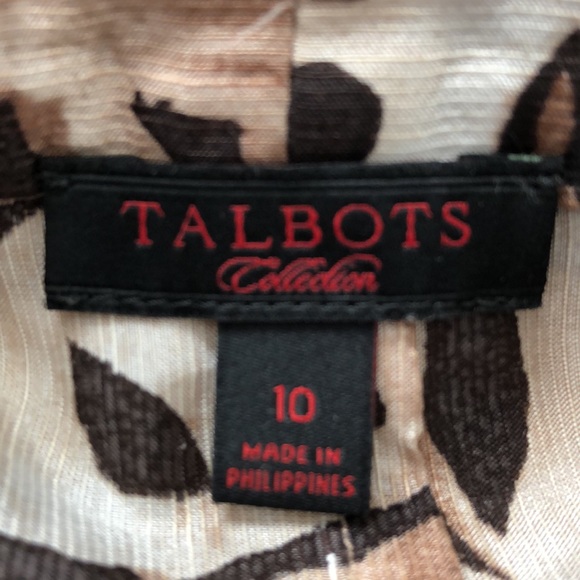 TALBOTS
Collection
10
MADE IN
PHILIPPINES